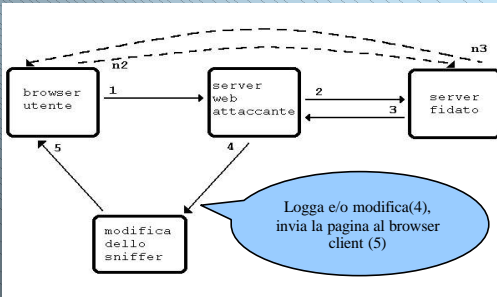 n2
n3
browser
utente
1
server
web
attaccante
2
3
server
fidato
5
4
modifica
dello
sniffer
Logga e/o modifica(4),
invia la pagina al browser
client (5)